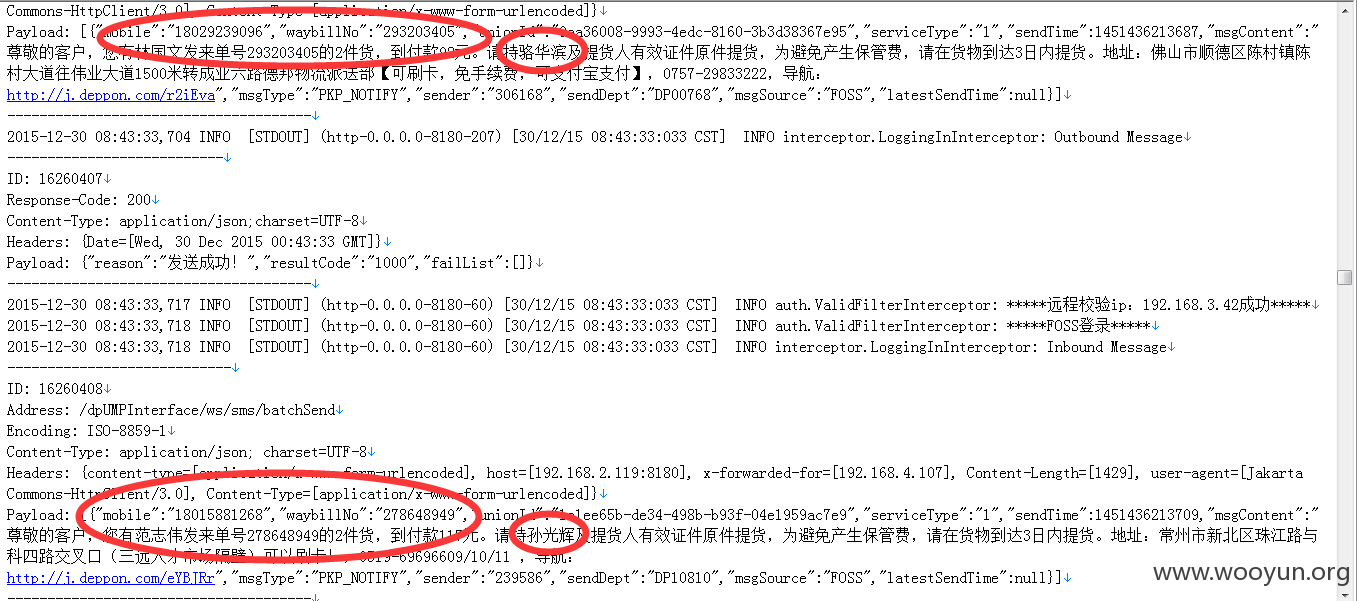 Commons-HttpClient/3.0], Content-Type=[application/x-www-form-urlencoded]}↓
Payload: [{"mobile":"18029239096","waybillNo":"293203405","unionId":" 36008-9993-4edc-8160-3b3d38367e95","serviceType":"1","sendTime":1451436213687,"msgContent":"
尊敬的客户，您有林国文发来单号293203405的2件货，到付款 元。请持骆华滨及提货人有效证件原件提货，为避免产生保管费，请在货物到达3日内提货。地址：佛山市顺德区陈村镇陈
村大道往伟业大道1500米转成业六路德邦物流派送部【可刷卡，免手续费，可支付宝支付】，0757-29833222，导航：
http://j.deppon.com/r2iEva","msgType":"PKP_NOTIFY","sender":"306168","sendDept":"DP00768","msgSource":"FOSS","latestSendTime":null}]↓
--------------------------------------↓
2015-12-30 08:43:33,704 INFO  [STDOUT] (http-0.0.0.0-8180-207) [30/12/15 08:43:33:033 CST]  INFO interceptor.LoggingInInterceptor: Outbound Message↓
---------------------------↓
ID: 16260407↓
Response-Code: 200↓
Content-Type: application/json;charset=UTF-8↓
Headers: {Date=[Wed, 30 Dec 2015 00:43:33 GMT]}↓
Payload: {"reason":"发送成功！","resultCode":"1000","failList":[]}↓
--------------------------------------↓
2015-12-30 08:43:33,717 INFO  [STDOUT] (http-0.0.0.0-8180-60) [30/12/15 08:43:33:033 CST]  INFO auth.ValidFilterInterceptor: *****远程校验ip：192.168.3.42成功*****↓
2015-12-30 08:43:33,718 INFO  [STDOUT] (http-0.0.0.0-8180-60) [30/12/15 08:43:33:033 CST]  INFO auth.ValidFilterInterceptor: *****FOSS登录*****↓
2015-12-30 08:43:33,718 INFO  [STDOUT] (http-0.0.0.0-8180-60) [30/12/15 08:43:33:033 CST]  INFO interceptor.LoggingInInterceptor: Inbound Message↓
----------------------------↓
ID: 16260408↓
Address: /dpUMPInterface/ws/sms/batchSend↓
Encoding: ISO-8859-1↓
Content-Type: application/json; charset=UTF-8↓
Headers: {content-type=[application/x-www-form-urlencoded], host=[192.168.2.119:8180], x-forwarded-for=[192.168.4.107], Content-Length=[1429], user-agent=[Jakarta
Commons-HttpClient/3.0], Content-Type=[application/x-www-form-urlencoded]}↓
Payload: [{"mobile":"18015881268","waybillNo":"278648949","unionId":" 1ee65b-de34-498b-b93f-04e1959ac7e9","serviceType":"1","sendTime":1451436213709,"msgContent":"
尊敬的客户，您有范志伟发来单号278648949的2件货，到付款 元。请持孙光辉及提货人有效证件原件提货，为避免产生保管费，请在货物到达3日内提货。地址：常州市新北区珠江路与
科四路交叉口（三远人才市场隔壁）可以刷卡！，0519-69696609/10/11 ，导航：
http://j.deppon.com/eYBJRr","msgType":"PKP_NOTIFY","sender":"239586","sendDept":"DP10810","msgSource":"FOSS","latestSendTime":null}]↓
--------------------------------------↓
www.wooyun.org